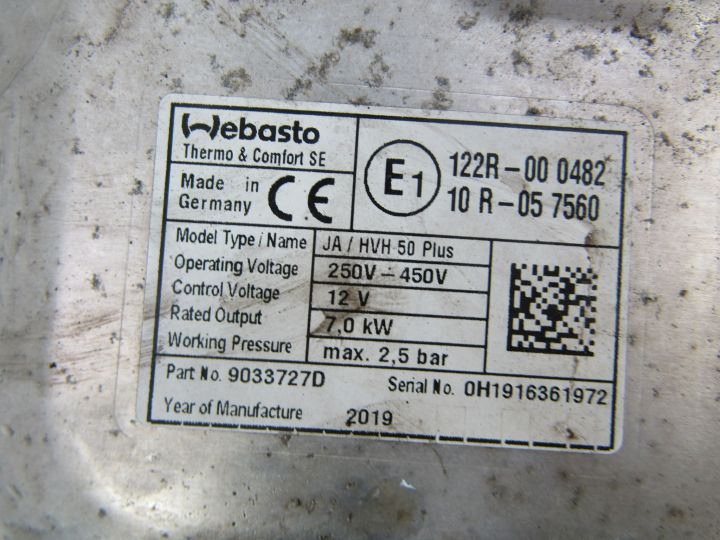 Webasto
Thermo & Comfort SE
Made in
Germany
CE
E1
122R-00 0482
10 R-05 7560
Model Type / Name JA / HVH 50 Plus
Operating Voltage 250V - 450V
Control Voltage 12 V
Rated Output 7,0 kW
Working Pressure max. 2,5 bar
Part No. 9033727D Serial No. 0H1916361972
Year of Manufacture 2019